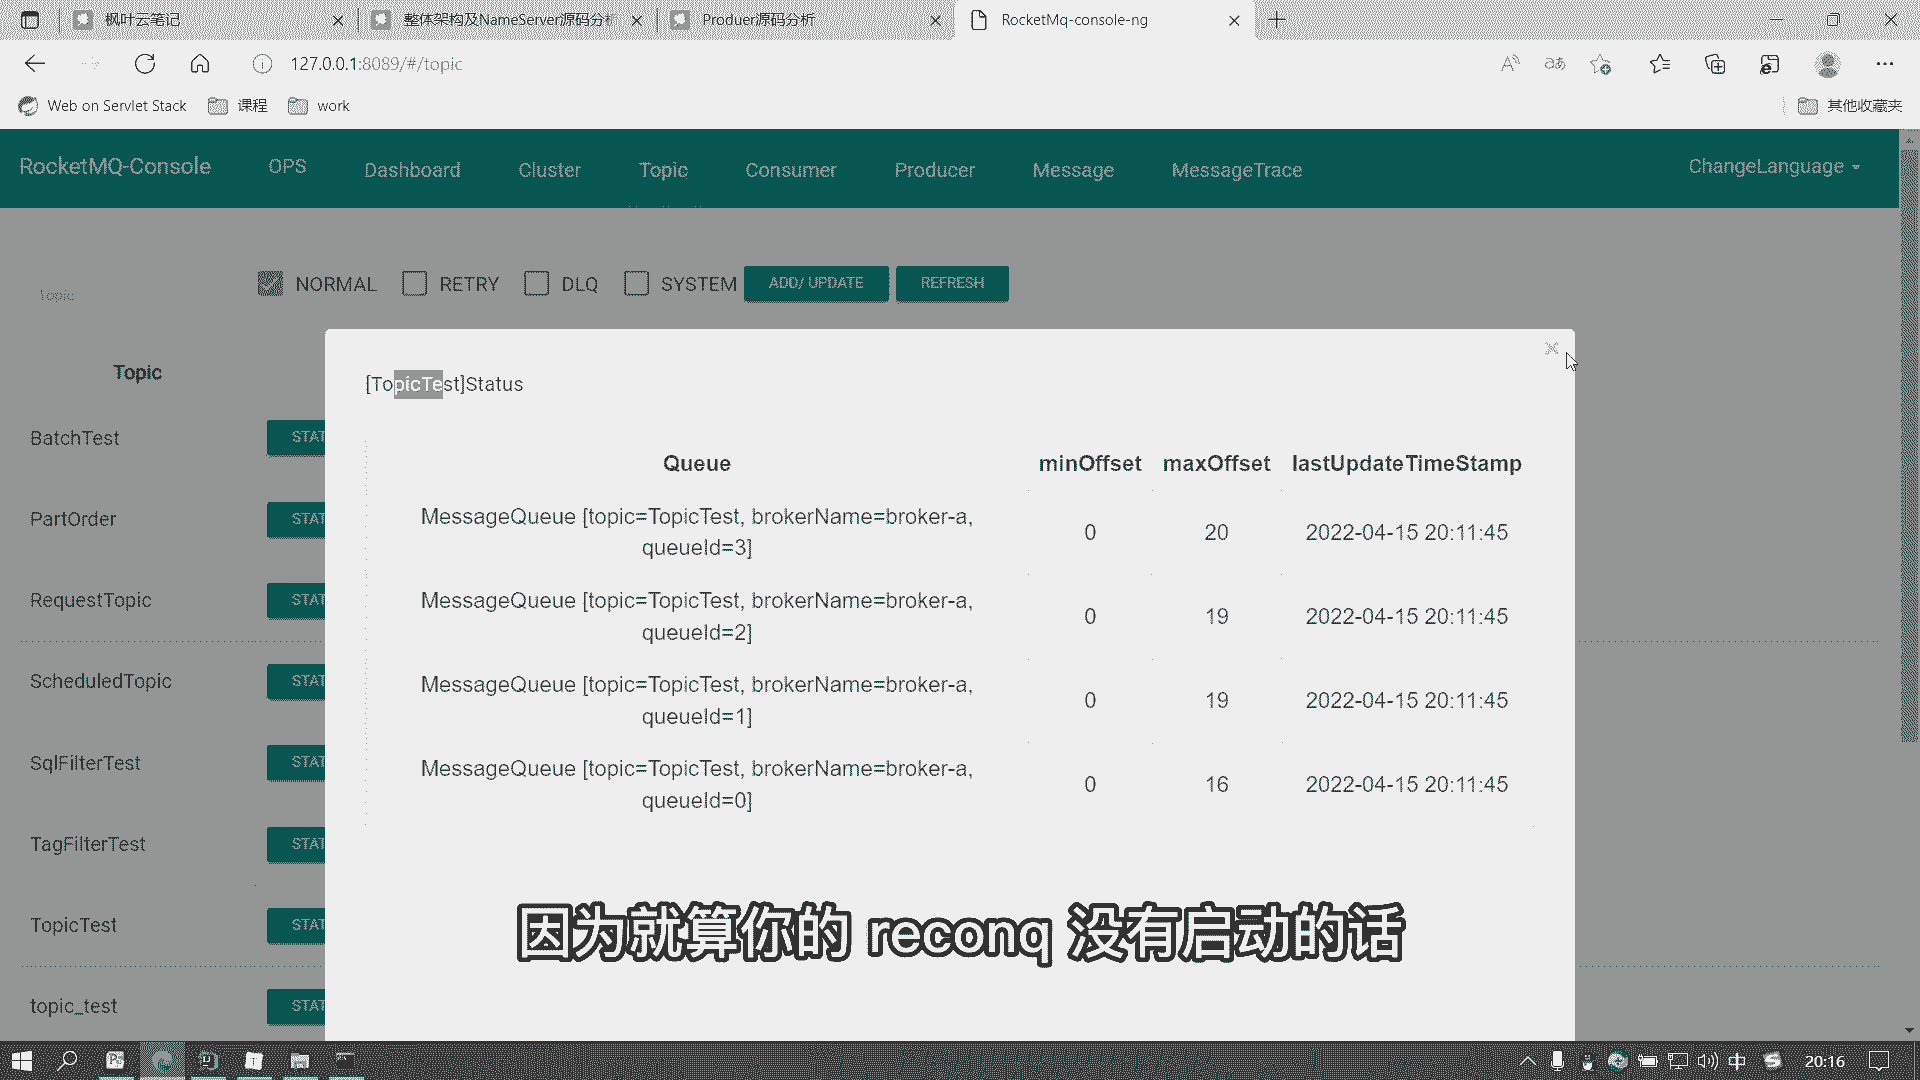 枫叶云笔记
整体架构及NameServer源码分析
Produer源码分析
RocketMq-console-ng
127.0.0.1:8089/#/topic
Web on Servlet Stack
课程
work
其他收藏夹
RocketMQ-Console
OPS
Dashboard
Cluster
Topic
Consumer
Producer
Message
MessageTrace
ChangeLanguage
Topic
NORMAL
RETRY
DLQ
SYSTEM
ADD/ UPDATE
REFRESH
Topic
BatchTest
STAT
PartOrder
STAT
RequestTopic
STAT
ScheduledTopic
STAT
SqlFilterTest
STAT
TagFilterTest
STAT
TopicTest
STAT
topic_test
STAT
[TopicTest]Status
Queue minOffset maxOffset lastUpdateTimeStamp
MessageQueue [topic=TopicTest, brokerName=broker-a,
queueId=3]
0 20 2022-04-15 20:11:45
MessageQueue [topic=TopicTest, brokerName=broker-a,
queueId=2]
0 19 2022-04-15 20:11:45
MessageQueue [topic=TopicTest, brokerName=broker-a,
queueId=1]
0 19 2022-04-15 20:11:45
MessageQueue [topic=TopicTest, brokerName=broker-a,
queueId=0]
0 16 2022-04-15 20:11:45
因为就算你的 reconq 没有启动的话
中
20:16